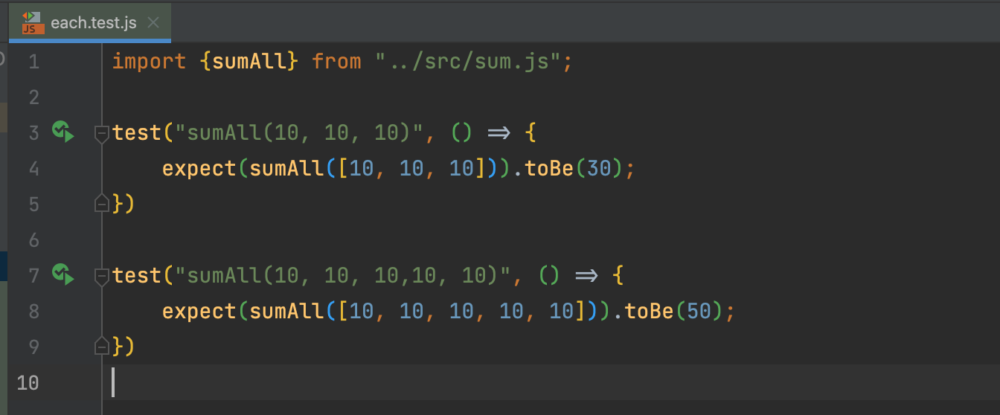 JS each.test.js
1 import {sumAll} from "../src/sum.js";
2
3 test("sumAll(10, 10, 10)", () => {
4 expect(sumAll([10, 10, 10])).toBe(30);
5 })
6
7 test("sumAll(10, 10, 10,10, 10)", () => {
8 expect(sumAll([10, 10, 10, 10, 10])).toBe(50);
9 })
10